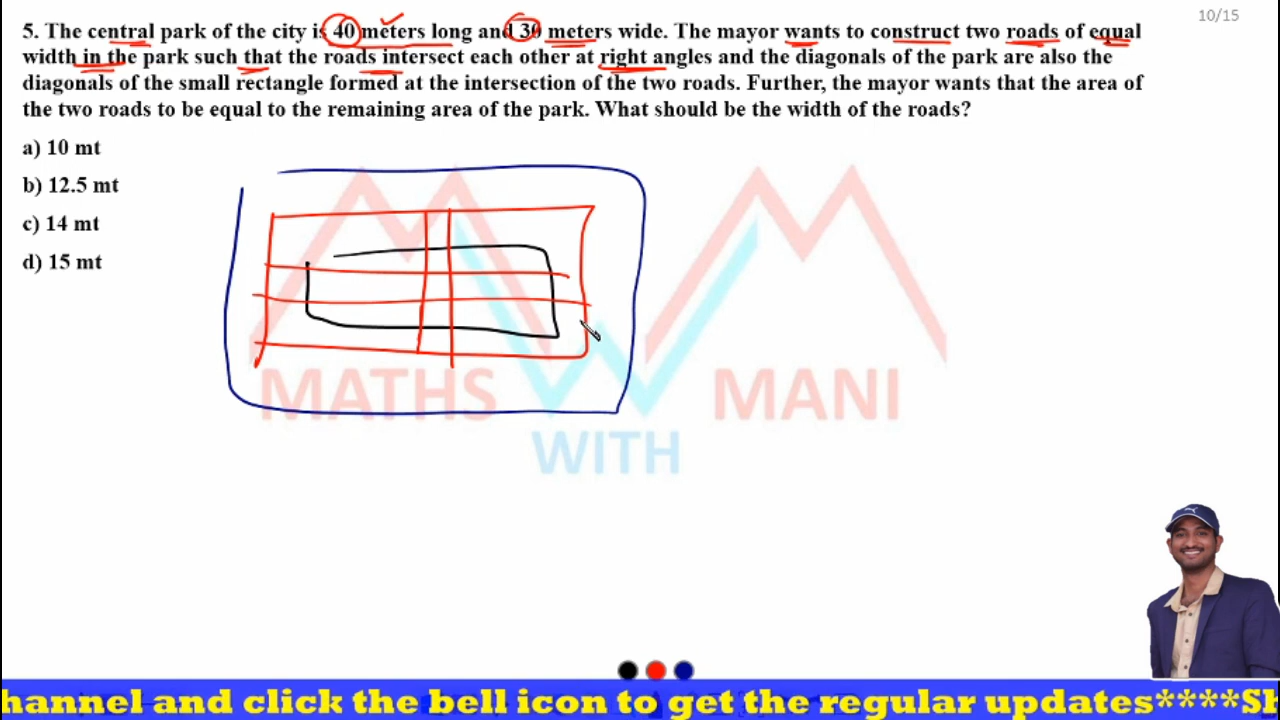 10/15
5. The central park of the city is 40 meters long and 30 meters wide. The mayor wants to construct two roads of equal
width in the park such that the roads intersect each other at right angles and the diagonals of the park are also the
diagonals of the small rectangle formed at the intersection of the two roads. Further, the mayor wants that the area of
the two roads to be equal to the remaining area of the park. What should be the width of the roads?
a) 10 mt
b) 12.5 mt
c) 14 mt
d) 15 mt
MATHS MANI
WITH
hannel and click the bell icon to get the regular updates****Sh